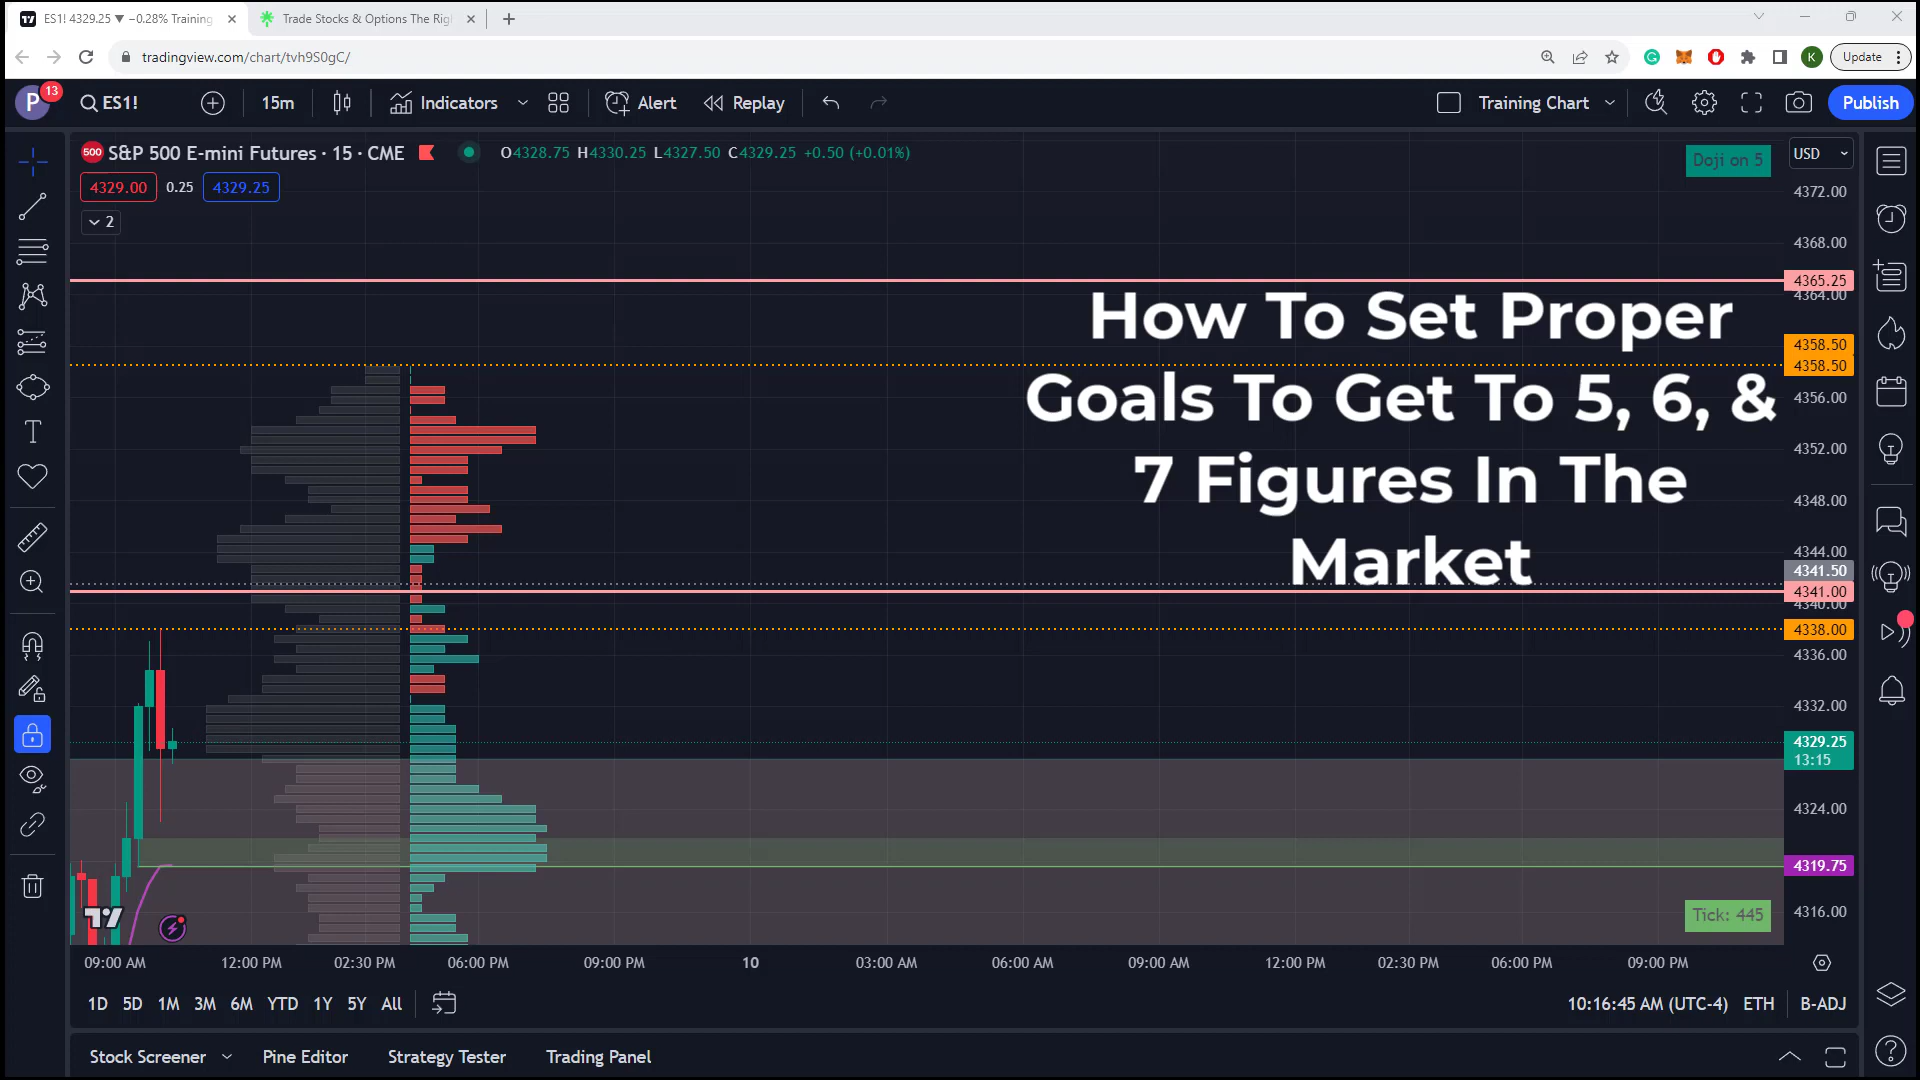 ES1! 4329.25 ▼ −0.28% Training
Trade Stocks & Options The Rig
tradingview.com/chart/tvh9S0gC/
K
Update
P
13
ES1!
15m
Indicators
Alert
Replay
Training Chart
Publish
500 S&P 500 E-mini Futures · 15 · CME
O4328.75 H4330.25 L4327.50 C4329.25 +0.50 (+0.01%)
Doji on 5
USD
4329.00 0.25 4329.25
2
4372.00
4368.00
4365.25
4364.00
How To Set Proper
Goals To Get To 5, 6, &
7 Figures In The
Market
4358.50
4358.50
4356.00
4352.00
4348.00
4344.00
4341.50
4341.00
4340.00
4338.00
4336.00
4332.00
4329.25
13:15
4324.00
4319.75
Tick: 445
4316.00
09:00 AM 12:00 PM 02:30 PM 06:00 PM 09:00 PM 10 03:00 AM 06:00 AM 09:00 AM 12:00 PM 02:30 PM 06:00 PM 09:00 PM
1D 5D 1M 3M 6M YTD 1Y 5Y All
10:16:45 AM (UTC-4) ETH B-ADJ
Stock Screener Pine Editor Strategy Tester Trading Panel